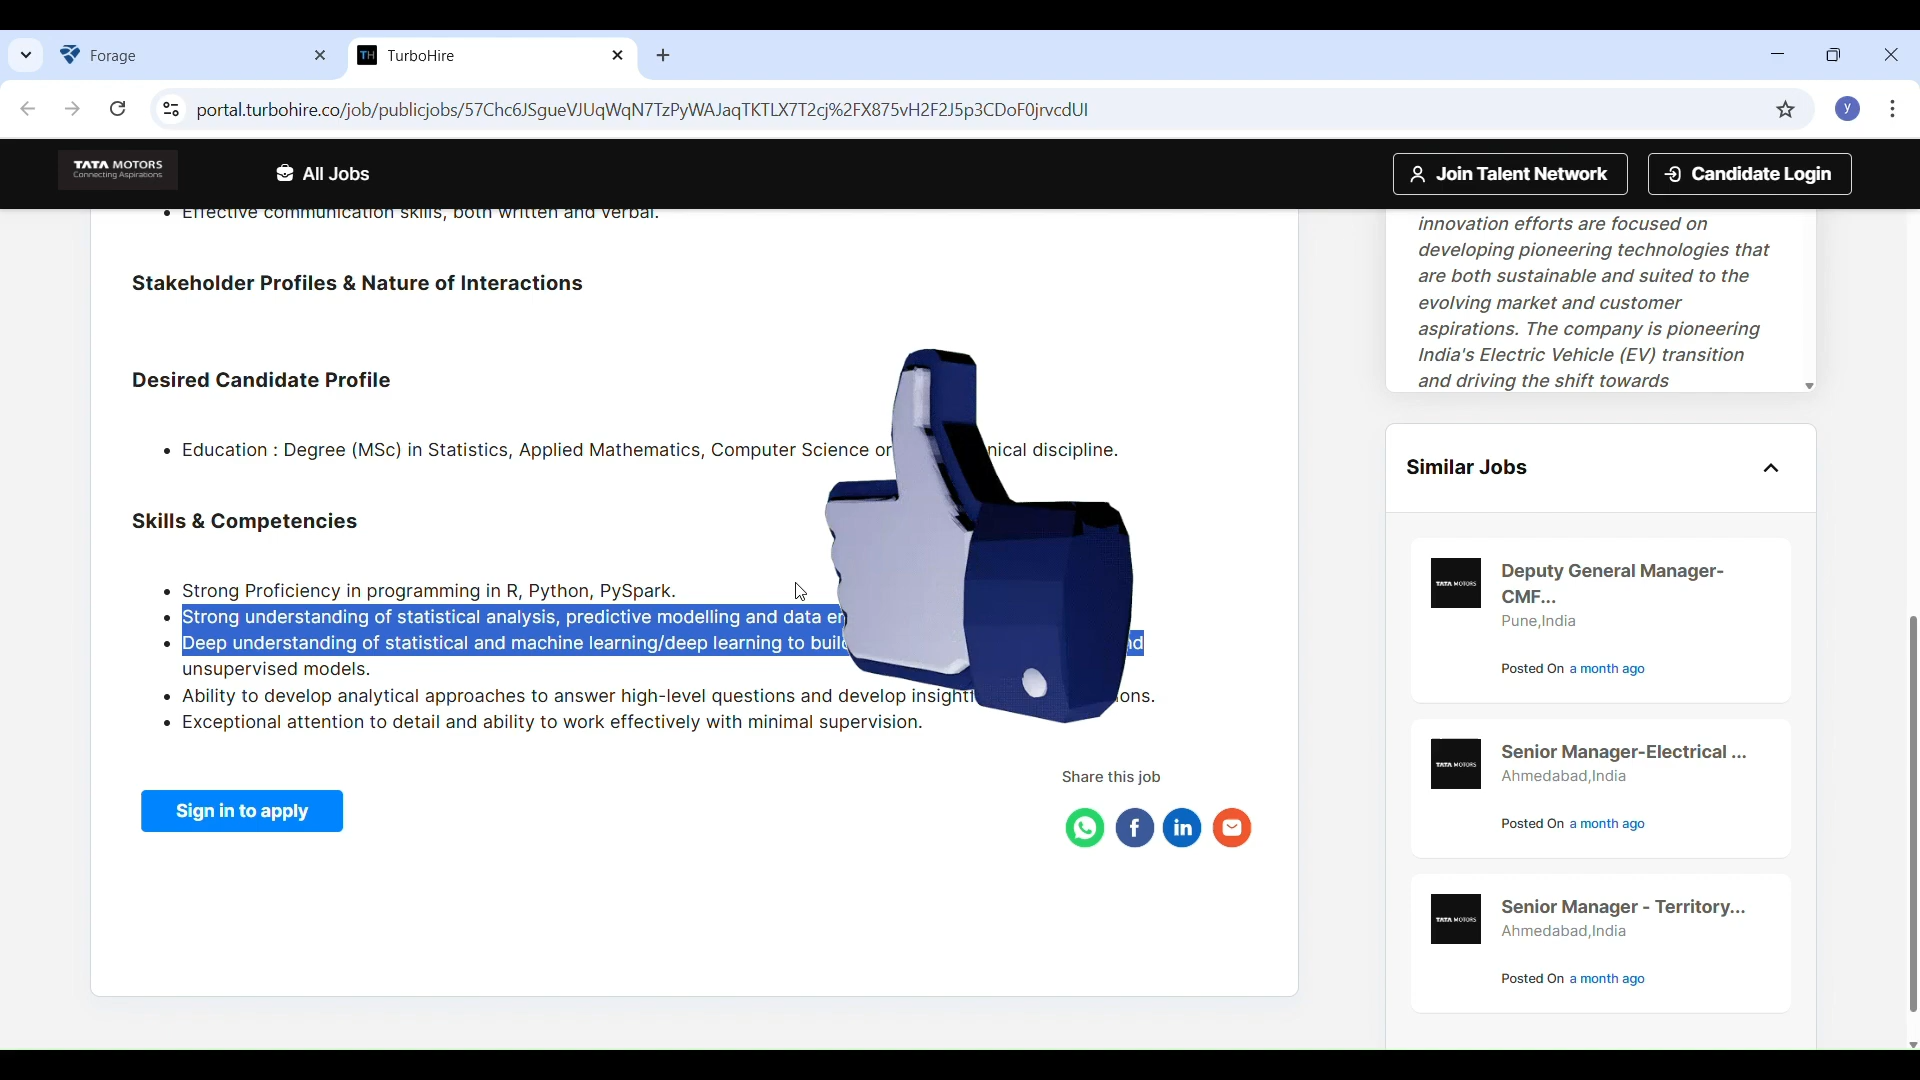 Forage
TH TurboHire
portal.turbohire.co/job/publicjobs/57Chc6JSgueVJUqWqN7TzPyWAJaqTKTLX7T2cj%2FX875vH2F2J5p3CDoF0jrvcdUI
y
TATA MOTORS
Connecting Aspirations
All Jobs
Join Talent Network
Candidate Login
Effective communication skills, both written and verbal.
Stakeholder Profiles & Nature of Interactions
Desired Candidate Profile
Education : Degree (MSc) in Statistics, Applied Mathematics, Computer Science or nical discipline.
Skills & Competencies
Strong Proficiency in programming in R, Python, PySpark.
Strong understanding of statistical analysis, predictive modelling and data
Deep understanding of statistical and machine learning/deep learning to
unsupervised models.
Ability to develop analytical approaches to answer high-level questions and develop
Exceptional attention to detail and ability to work effectively with minimal supervision.
Sign in to apply
Share this job
f
in
innovation efforts are focused on
developing pioneering technologies that
are both sustainable and suited to the
evolving market and customer
aspirations. The company is pioneering
India's Electric Vehicle (EV) transition
and driving the shift towards
Similar Jobs
TATA MOTORS
Deputy General Manager-
CMF...
Pune,India
Posted On a month ago
TATA MOTORS
Senior Manager-Electrical ...
Ahmedabad,India
Posted On a month ago
TATA MOTORS
Senior Manager - Territory...
Ahmedabad,India
Posted On a month ago